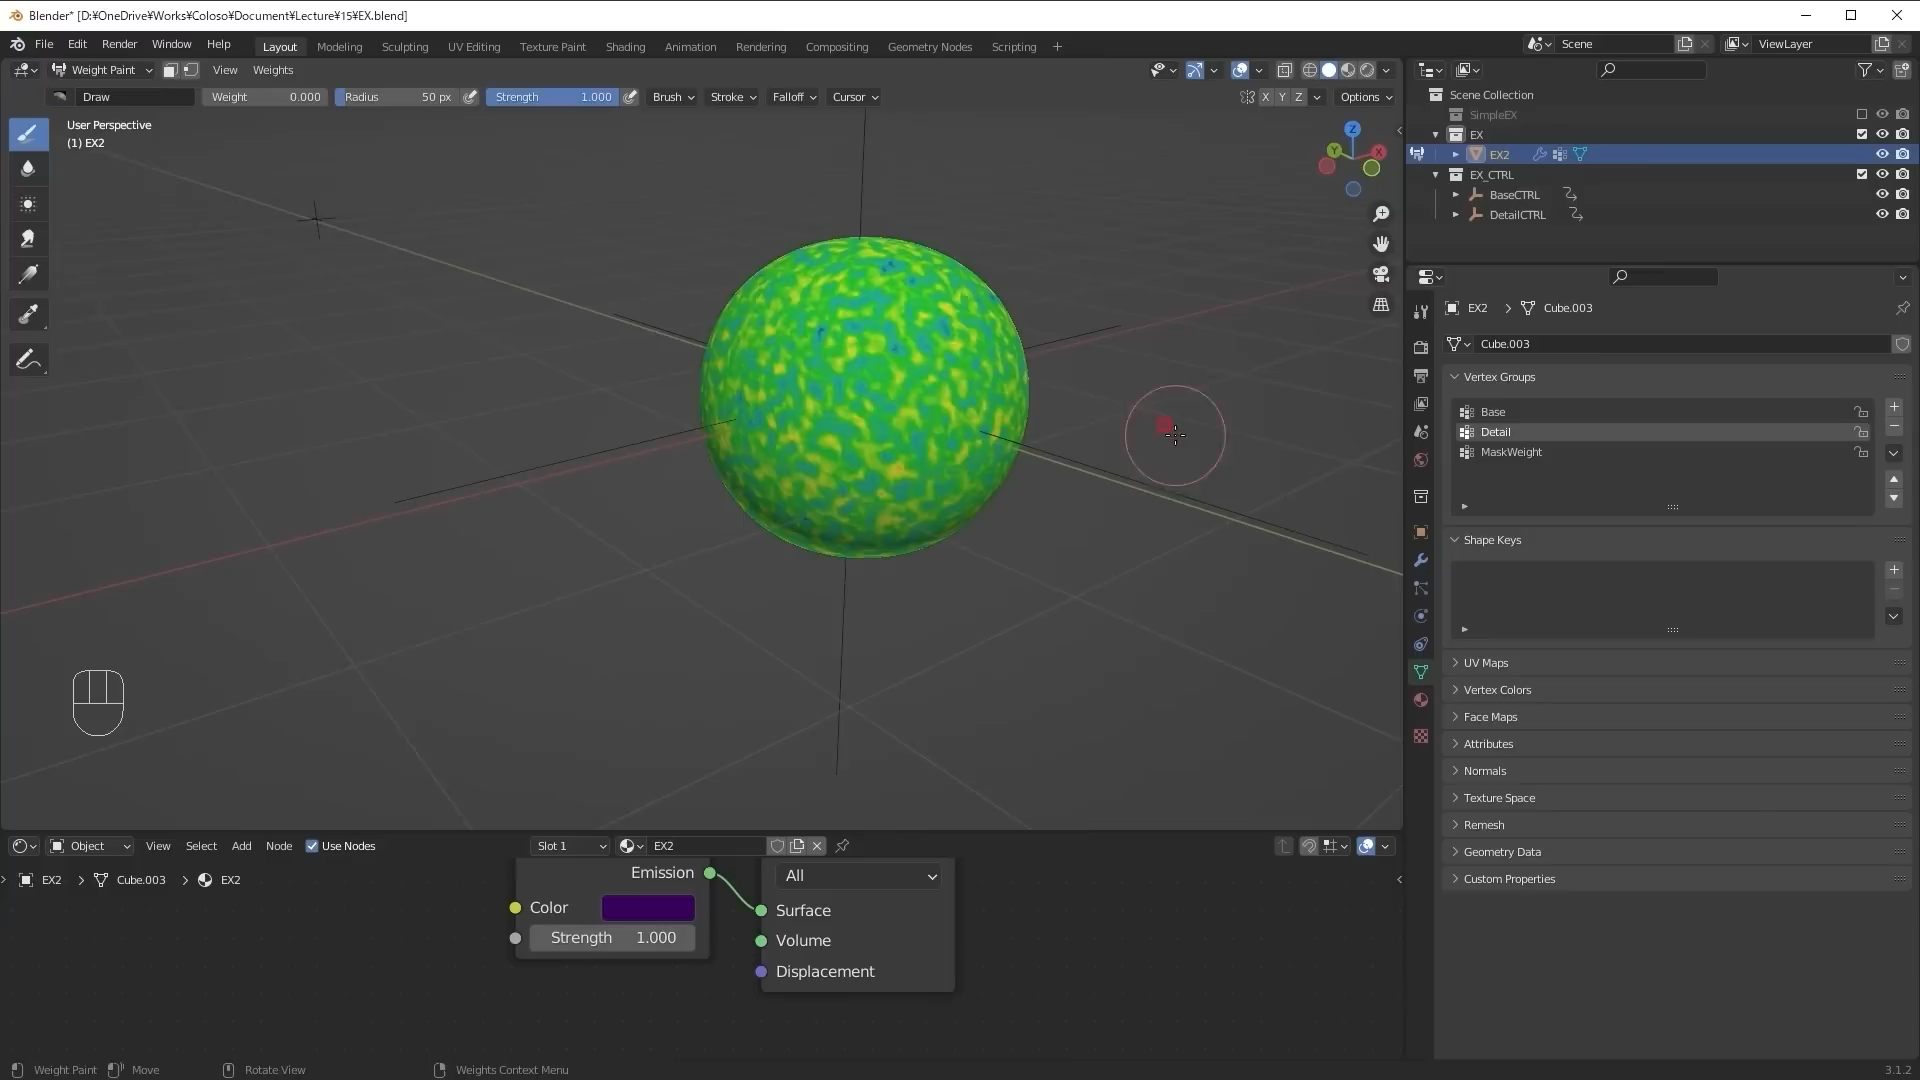 Blender* [D:¥OneDrive¥Works¥Coloso¥Document¥Lecture¥15¥EX.blend]
File Edit Render Window Help Layout Modeling Sculpting UV Editing Texture Paint Shading Animation Rendering Compositing Geometry Nodes Scripting + Scene ViewLayer
Weight Paint View Weights
Draw Weight 0.000 Radius 50 px Strength 1.000 Brush Stroke Falloff Cursor X Y Z Options
User Perspective
(1) EX2
Z
Y
X
Scene Collection
SimpleEX
EX
EX2
EX_CTRL
BaseCTRL
DetailCTRL
EX2 > Cube.003
Cube.003
Vertex Groups
Base
Detail
MaskWeight
Shape Keys
UV Maps
Vertex Colors
Face Maps
Attributes
Normals
Texture Space
Remesh
Geometry Data
Custom Properties
Object View Select Add Node Use Nodes Slot 1 EX2
EX2 > Cube.003 > EX2
Emission
Color
Strength 1.000
All
Surface
Volume
Displacement
Weight Paint Move Rotate View Weights Context Menu 3.1.2